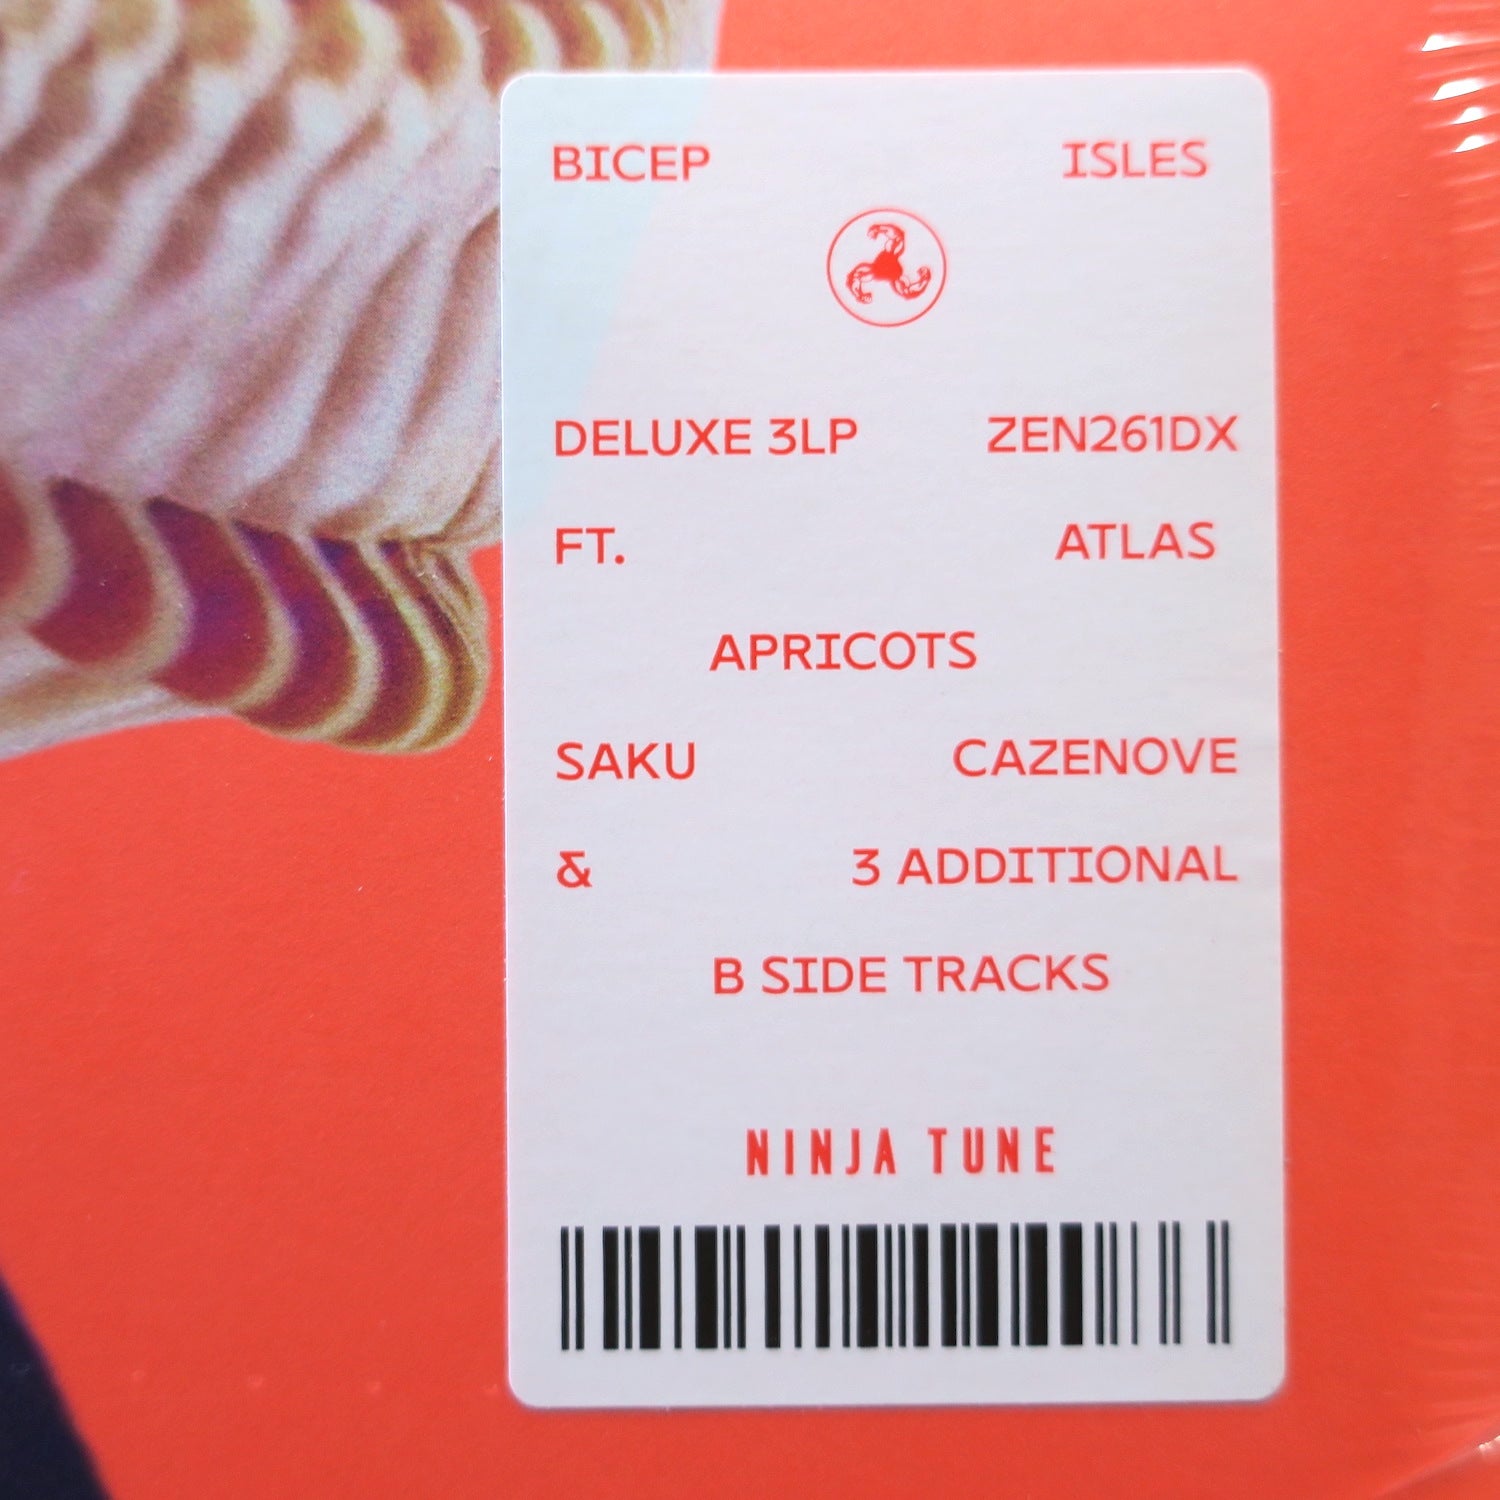 BICEP ISLES
DELUXE 3LP ZEN261DX
FT. ATLAS
APRICOTS
SAKU CAZENOVE
& 3 ADDITIONAL
B SIDE TRACKS
NINJA TUNE